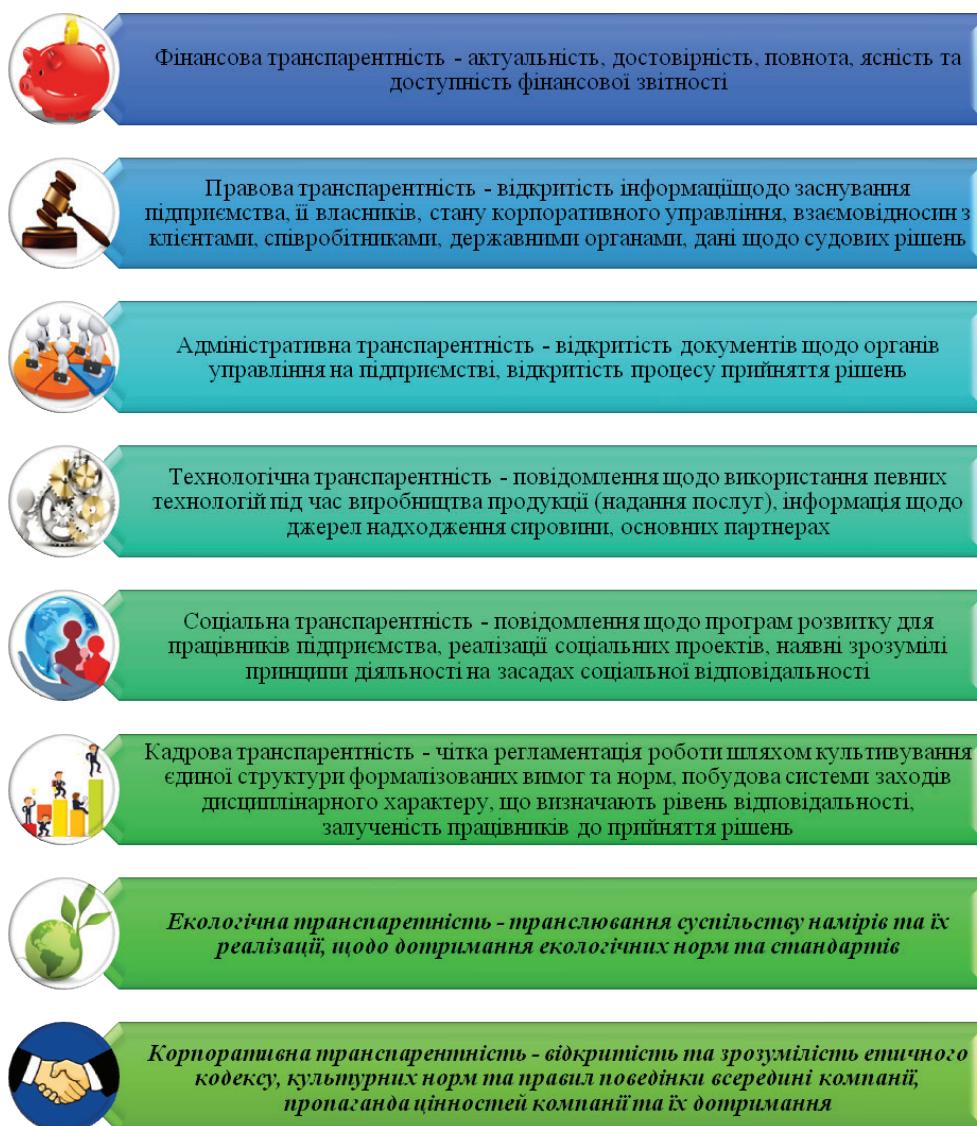 Фінансова транспарентність - актуальність, достовірність, повнота, ясність та
доступність фінансової звітності
Правова транспарентність - відкритість інформаціїщодо заснування
підприємства, її власників, стану корпоративного управління, взаємовідносин з
клієнтами, співробітниками, державними органами, дані щодо судових рішень
Адміністративна транспарентність - відкритість документів щодо органів
управління на підприємстві, відкритість процесу прийняття рішень
Технологічна транспарентність - повідомлення щодо використання певних
технологій під час виробництва продукції (надання послуг), інформація щодо
джерел надходження сировини, основних партнерах
Соціальна транспарентність - повідомлення щодо програм розвитку для
працівників підприємства, реалізації соціальних проектів, наявні зрозумілі
принципи діяльності на засадах соціальної відповідальності
Кадрова транспарентність - чітка регламентація роботи шляхом культивування
єдиної структури формалізованих вимог та норм, побудова системи заходів
дисциплінарного характеру, що визначають рівень відповідальності,
залученість працівників до прийняття рішень
Екологічна транспаретність - транслювання суспільству намірів та їх
реалізації, щодо дотримання екологічних норм та стандартів
Корпоративна транспарентність - відкритість та зрозумілість етичного
кодексу, культурних норм та правил поведінки всередині компанії,
пропаганда цінностей компанії та їх дотримання